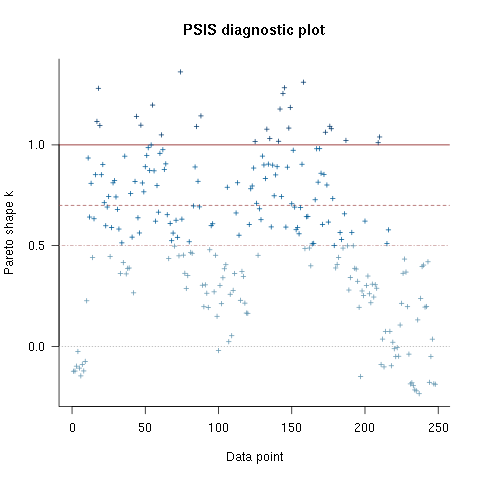 PSIS diagnostic plot
Pareto shape k
1.0
0.5
0.0
0 50 100 150 200 250
Data point